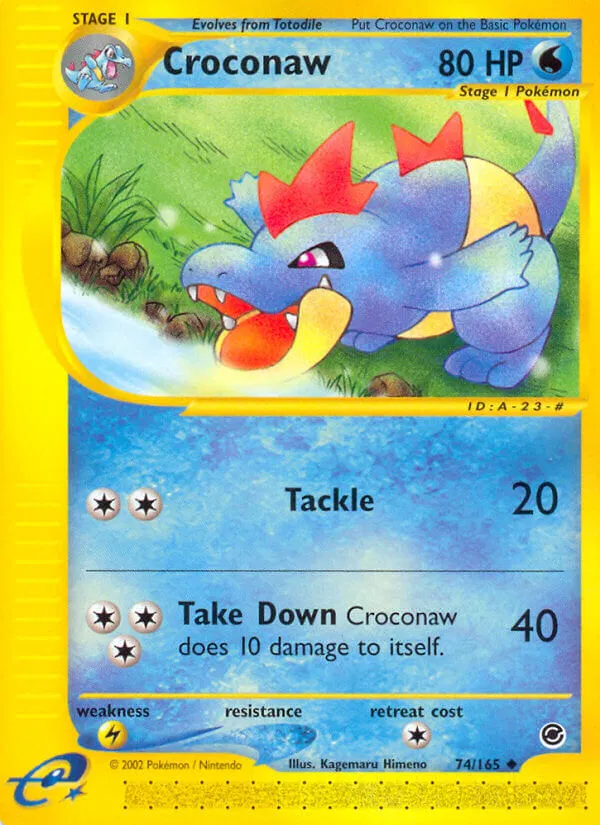 STAGE 1
Evolves from Totodile
Put Croconaw on the Basic Pokémon
Croconaw
80 HP
Stage 1 Pokémon
ID:A-23-#
Tackle
20
Take Down Croconaw
does 10 damage to itself.
40
weakness
resistance
retreat cost
© 2002 Pokémon / Nintendo
Illus. Kagemaru Himeno
74/165
e